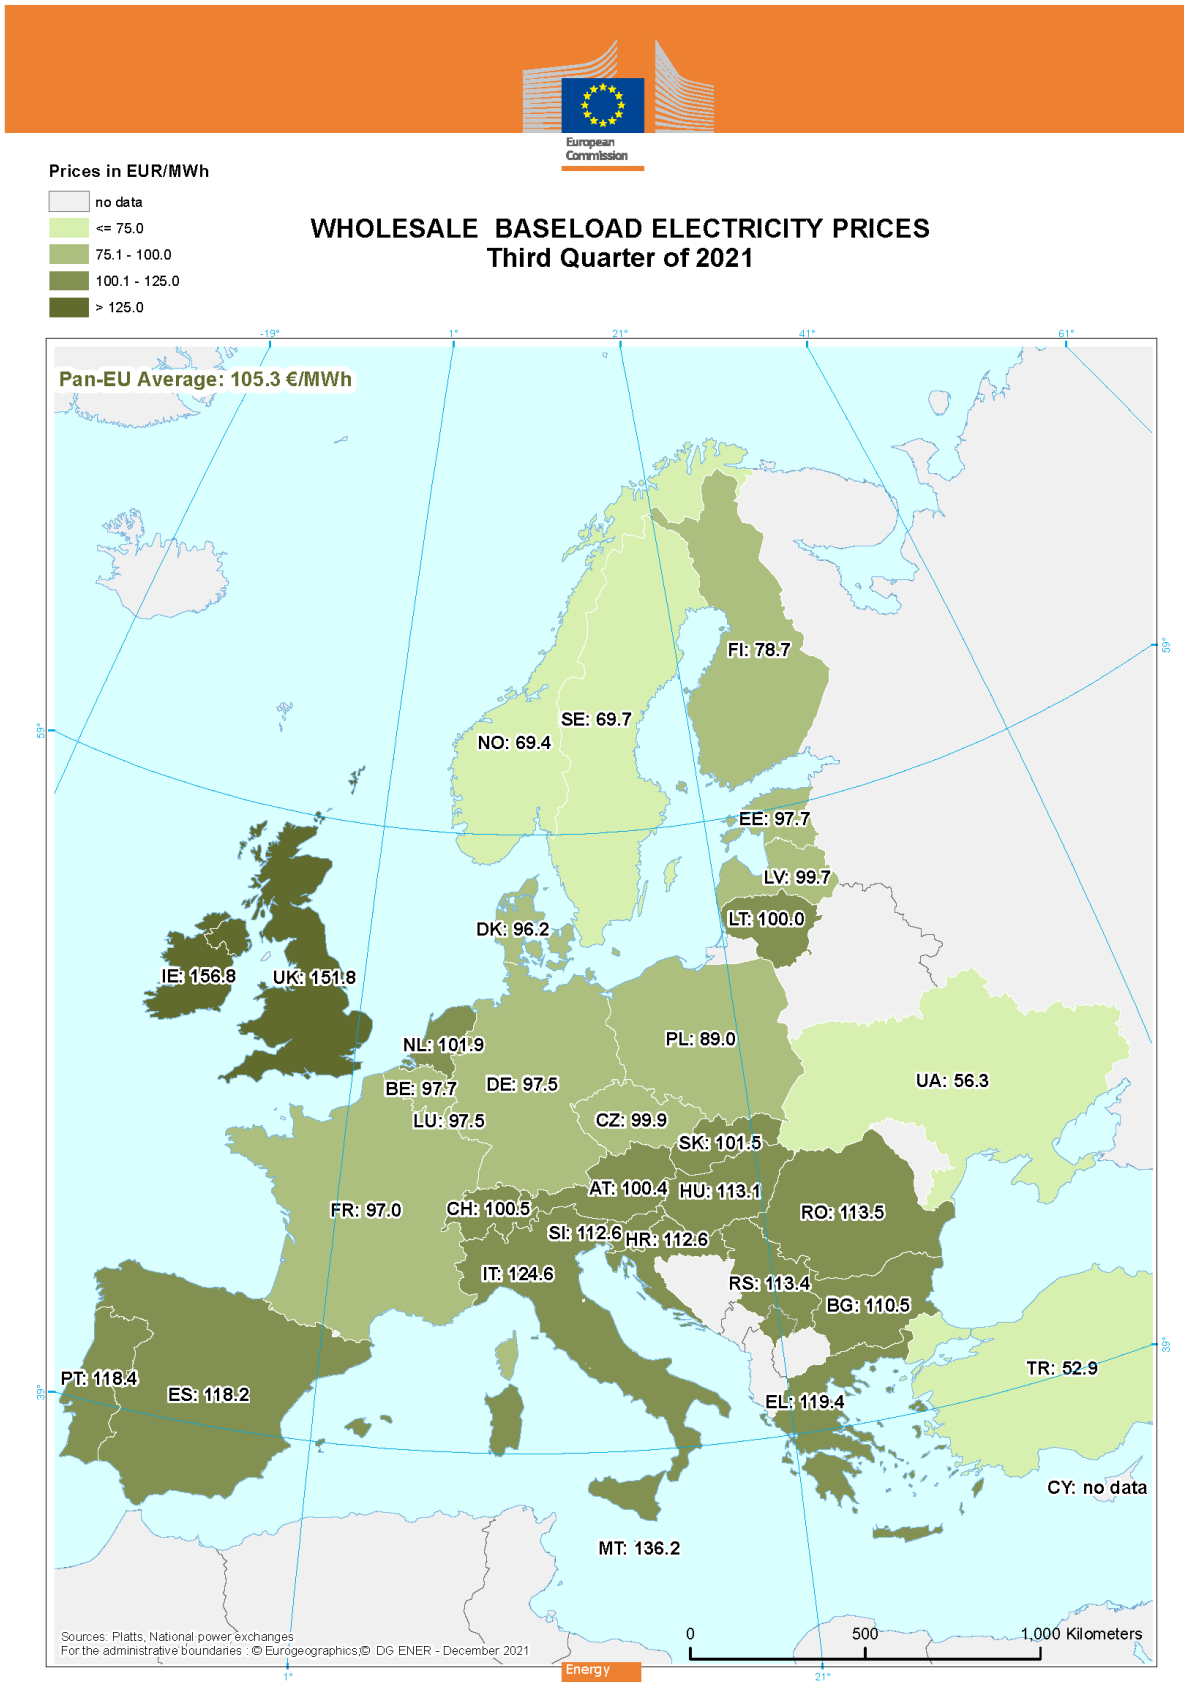 European
Commission
Prices in EUR/MWh
no data
<= 75.0
75.1 - 100.0
100.1 - 125.0
> 125.0
WHOLESALE BASELOAD ELECTRICITY PRICES
Third Quarter of 2021
-19°
1°
21°
41°
61°
Pan-EU Average: 105.3 €/MWh
FI: 78.7
59°
SE: 69.7
59°
NO: 69.4
EE: 97.7
LV: 99.7
LT: 100.0
DK: 96.2
IE: 156.8
UK: 151.8
NL: 101.9
PL: 89.0
BE: 97.7
DE: 97.5
UA: 56.3
LU: 97.5
CZ: 99.9
SK: 101.5
AT: 100.4
HU: 113.1
FR: 97.0
CH: 100.5
RO: 113.5
SI: 112.6
HR: 112.6
IT: 124.6
RS: 113.4
BG: 110.5
39°
PT: 118.4
ES: 118.2
TR: 52.9
39°
EL: 119.4
CY: no data
MT: 136.2
0
500
1,000 Kilometers
Sources: Platts, National power exchanges
For the administrative boundaries : © Eurogeographics;© DG ENER - December 2021
1°
Energy
21°